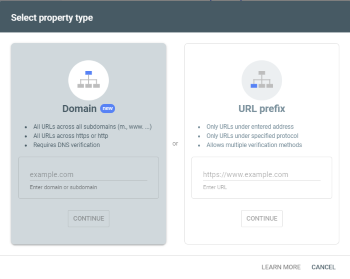 Select property type
Domain new
All URLs across all subdomains (m., www. ...)
All URLs across https or http
Requires DNS verification
example.com
Enter domain or subdomain
CONTINUE
or
URL prefix
Only URLs under entered address
Only URLs under specified protocol
Allows multiple verification methods
https://www.example.com
Enter URL
CONTINUE
LEARN MORE CANCEL